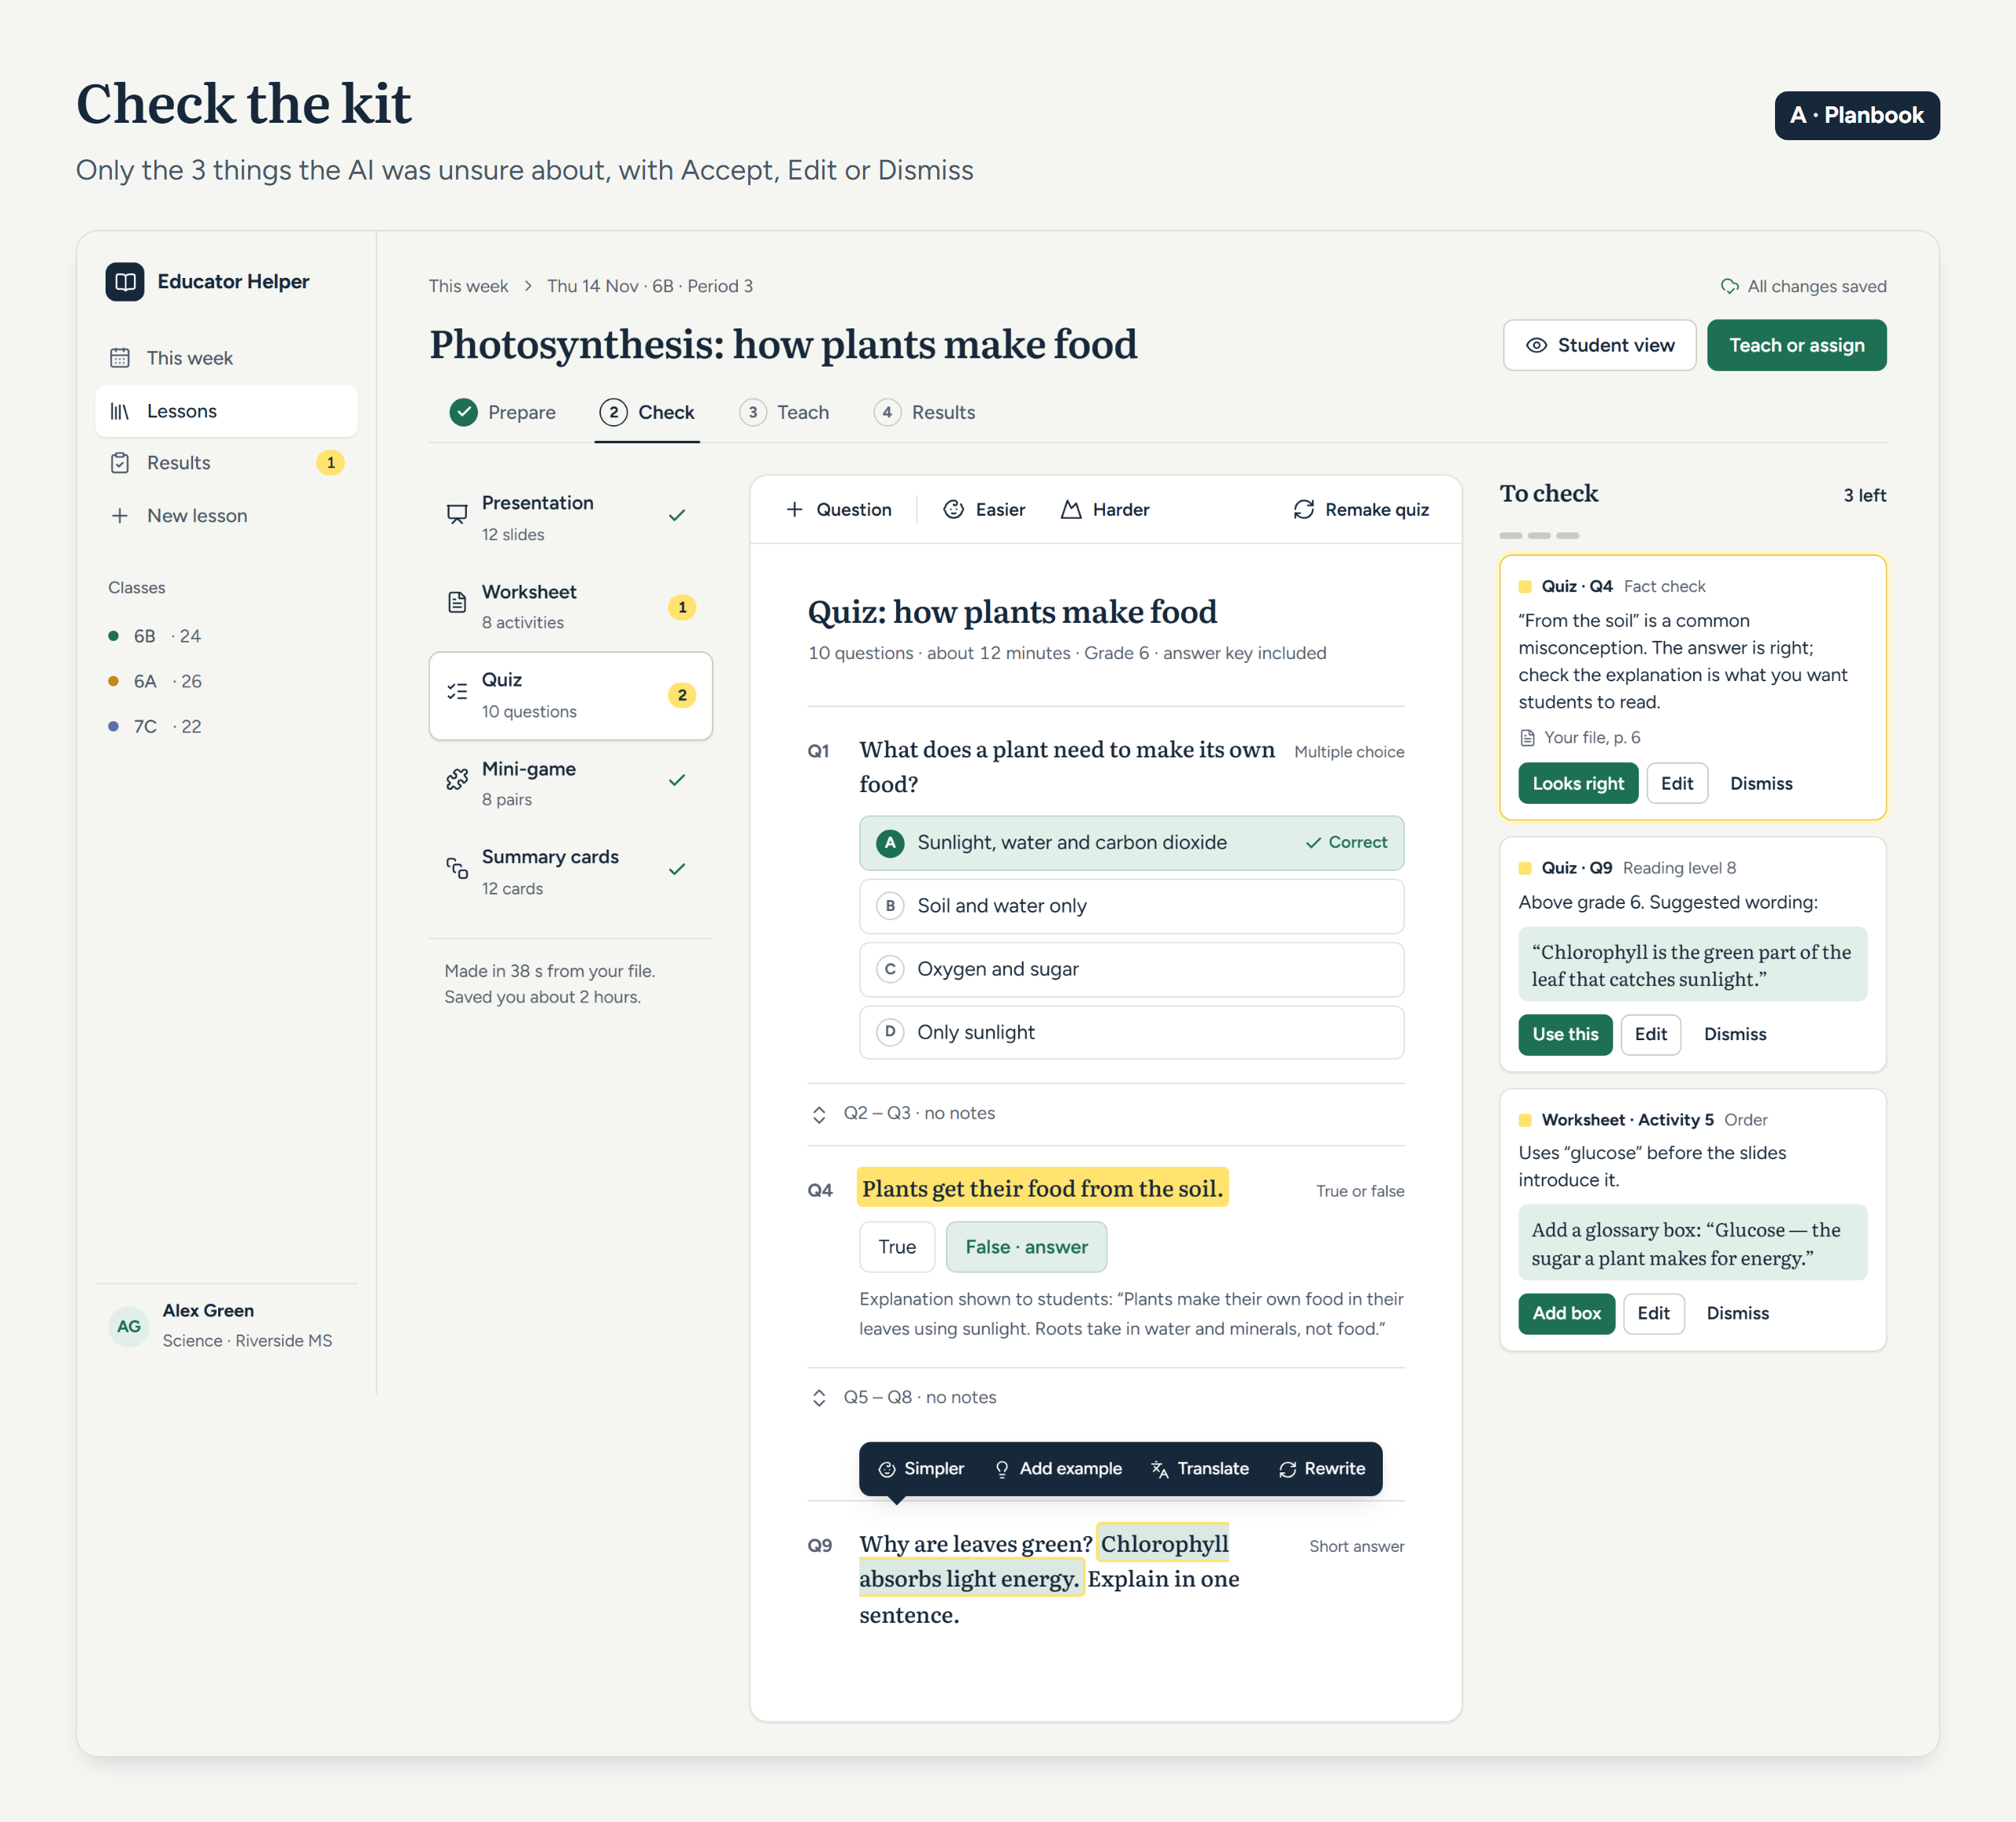 Check the kit
Only the 3 things the AI was unsure about, with Accept, Edit or Dismiss
A · Planbook
Educator Helper
This week
Lessons
Results 1
New lesson
Classes
6B · 24
6A · 26
7C · 22
AG
Alex Green
Science · Riverside MS
This week > Thu 14 Nov · 6B · Period 3
All changes saved
Photosynthesis: how plants make food
Student view
Teach or assign
Prepare
2 Check
3 Teach
4 Results
Presentation
12 slides
Worksheet
8 activities
1
Quiz
10 questions
2
Mini-game
8 pairs
Summary cards
12 cards
Made in 38 s from your file.
Saved you about 2 hours.
Question
Easier
Harder
Remake quiz
Quiz: how plants make food
10 questions · about 12 minutes · Grade 6 · answer key included
Q1
What does a plant need to make its own
food?
Multiple choice
A Sunlight, water and carbon dioxide
Correct
B Soil and water only
C Oxygen and sugar
D Only sunlight
Q2 – Q3 · no notes
Q4
Plants get their food from the soil.
True or false
True
False · answer
Explanation shown to students: “Plants make their own food in their
leaves using sunlight. Roots take in water and minerals, not food.”
Q5 – Q8 · no notes
Simpler
Add example
Translate
Rewrite
Q9
Why are leaves green? Chlorophyll
absorbs light energy. Explain in one
sentence.
Short answer
To check
3 left
Quiz · Q4 Fact check
“From the soil” is a common
misconception. The answer is right;
check the explanation is what you want
students to read.
Your file, p. 6
Looks right
Edit
Dismiss
Quiz · Q9 Reading level 8
Above grade 6. Suggested wording:
“Chlorophyll is the green part of the
leaf that catches sunlight.”
Use this
Edit
Dismiss
Worksheet · Activity 5 Order
Uses “glucose” before the slides
introduce it.
Add a glossary box: “Glucose — the
sugar a plant makes for energy.”
Add box
Edit
Dismiss